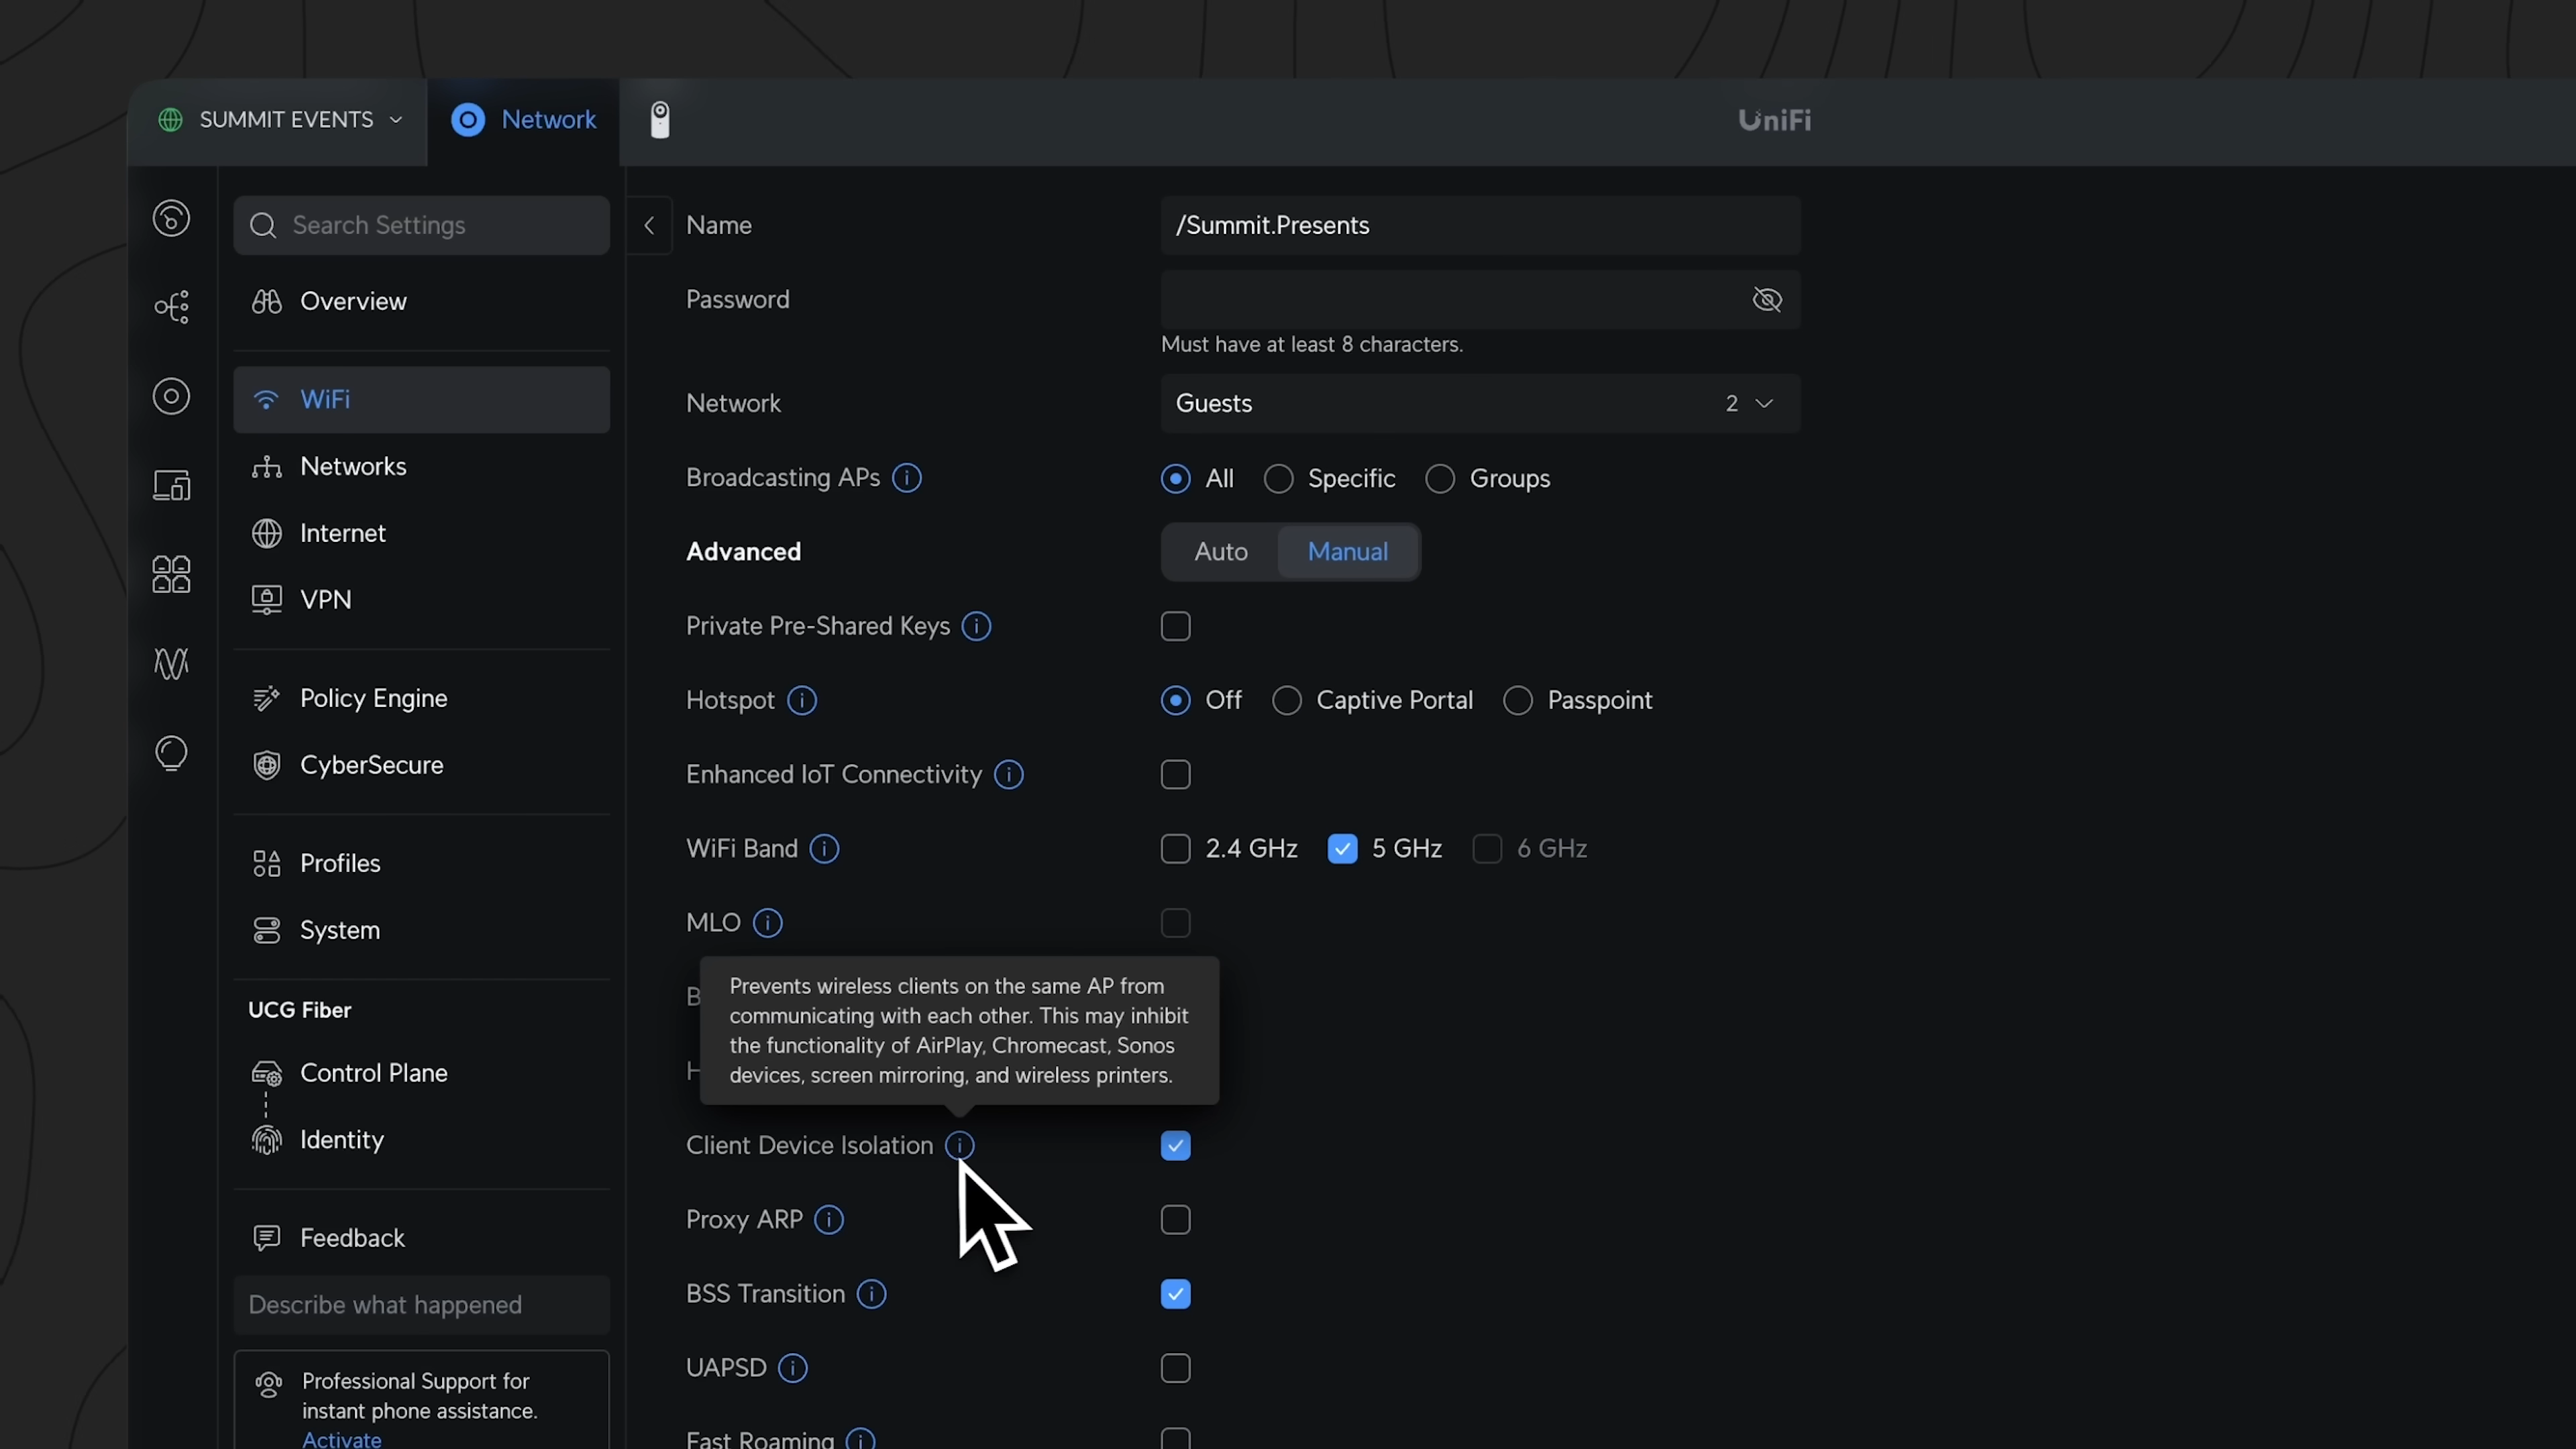 SUMMIT EVENTS
Network
UniFi
Search Settings
Overview
WiFi
Networks
Internet
VPN
Policy Engine
CyberSecure
Profiles
System
UCG Fiber
Control Plane
Identity
Feedback
Describe what happened
Professional Support for
instant phone assistance.
Activate
Name
/Summit.Presents
Password
Must have at least 8 characters.
Network
Guests 2
Broadcasting APs
All Specific Groups
Advanced
Auto Manual
Private Pre-Shared Keys
Hotspot
Off Captive Portal Passpoint
Enhanced IoT Connectivity
WiFi Band
2.4 GHz 5 GHz 6 GHz
MLO
Prevents wireless clients on the same AP from
communicating with each other. This may inhibit
the functionality of AirPlay, Chromecast, Sonos
devices, screen mirroring, and wireless printers.
Client Device Isolation
Proxy ARP
BSS Transition
UAPSD
Fast Roaming